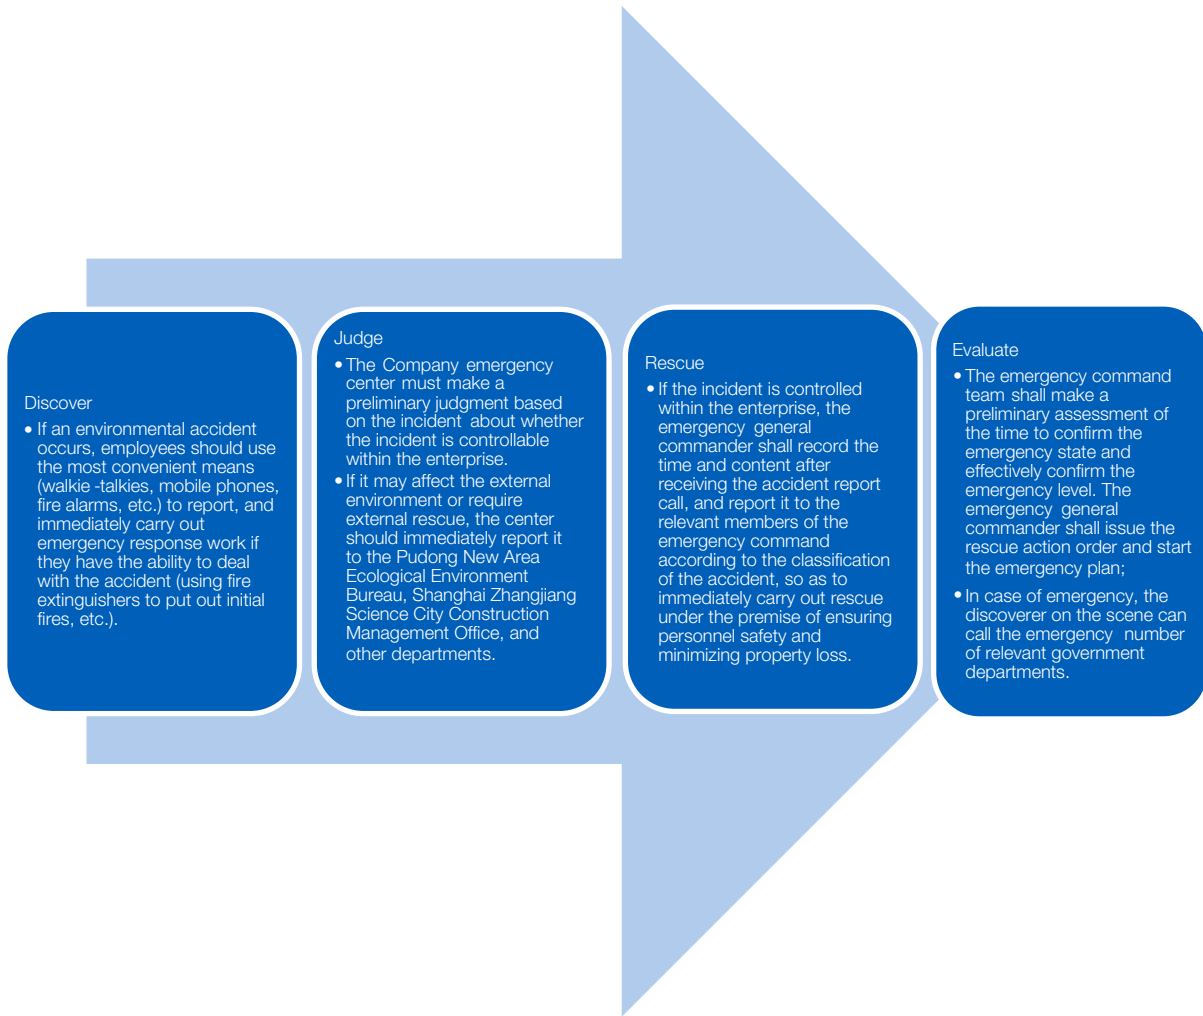 Discover
• If an environmental accident
occurs, employees should use
the most convenient means
(walkie -talkies, mobile phones,
fire alarms, etc.) to report, and
immediately carry out
emergency response work if
they have the ability to deal
with the accident (using fire
extinguishers to put out initial
fires, etc.).
Judge
• The Company emergency
center must make a
preliminary judgment based
on the incident about whether
the incident is controllable
within the enterprise.
• If it may affect the external
environment or require
external rescue, the center
should immediately report it
to the Pudong New Area
Ecological Environment
Bureau, Shanghai Zhangjiang
Science City Construction
Management Office, and
other departments.
Rescue
• If the incident is controlled
within the enterprise, the
emergency general
commander shall record the
time and content after
receiving the accident report
call, and report it to the
relevant members of the
emergency command
according to the classification
of the accident, so as to
immediately carry out rescue
under the premise of ensuring
personnel safety and
minimizing property loss.
Evaluate
• The emergency command
team shall make a
preliminary assessment of
the time to confirm the
emergency state and
effectively confirm the
emergency level. The
emergency general
commander shall issue the
rescue action order and start
the emergency plan;
• In case of emergency, the
discoverer on the scene can
call the emergency number
of relevant government
departments.